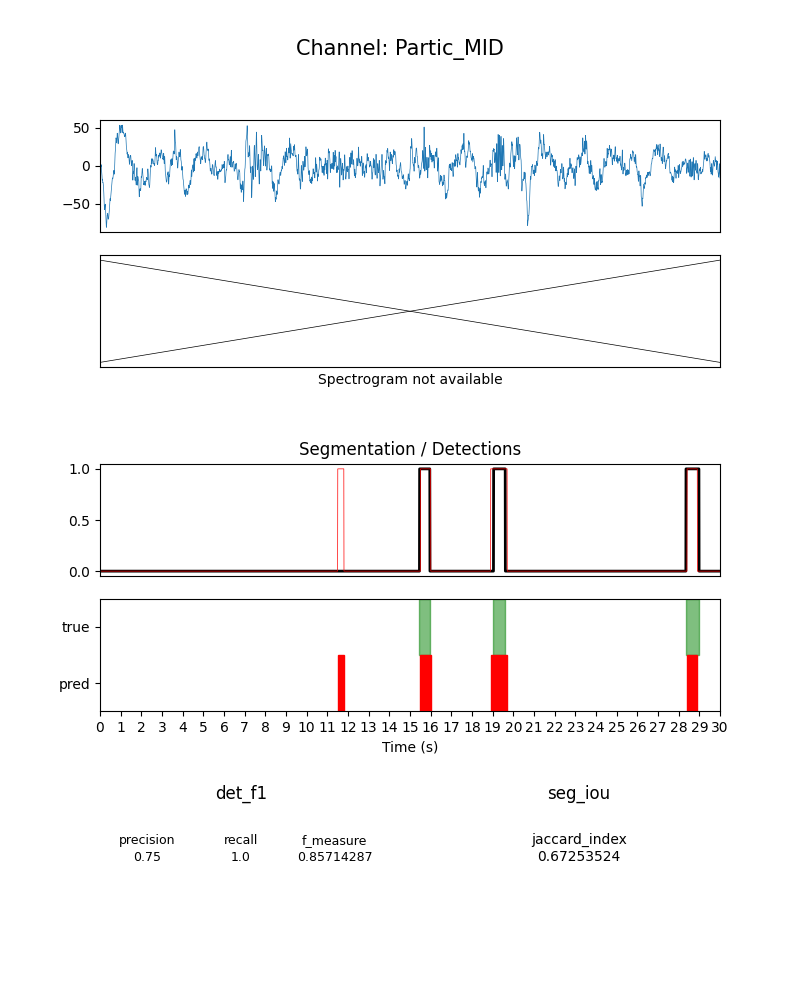 Channel: Partic_MID
50
0
−50
Spectrogram not available
Segmentation / Detections
1.0
0.5
0.0
true
pred
0 1 2 3 4 5 6 7 8 9 10 11 12 13 14 15 16 17 18 19 20 21 22 23 24 25 26 27 28 29 30
Time (s)
det_f1 seg_iou
precision recall f_measure jaccard_index
0.75 1.0 0.85714287 0.67253524